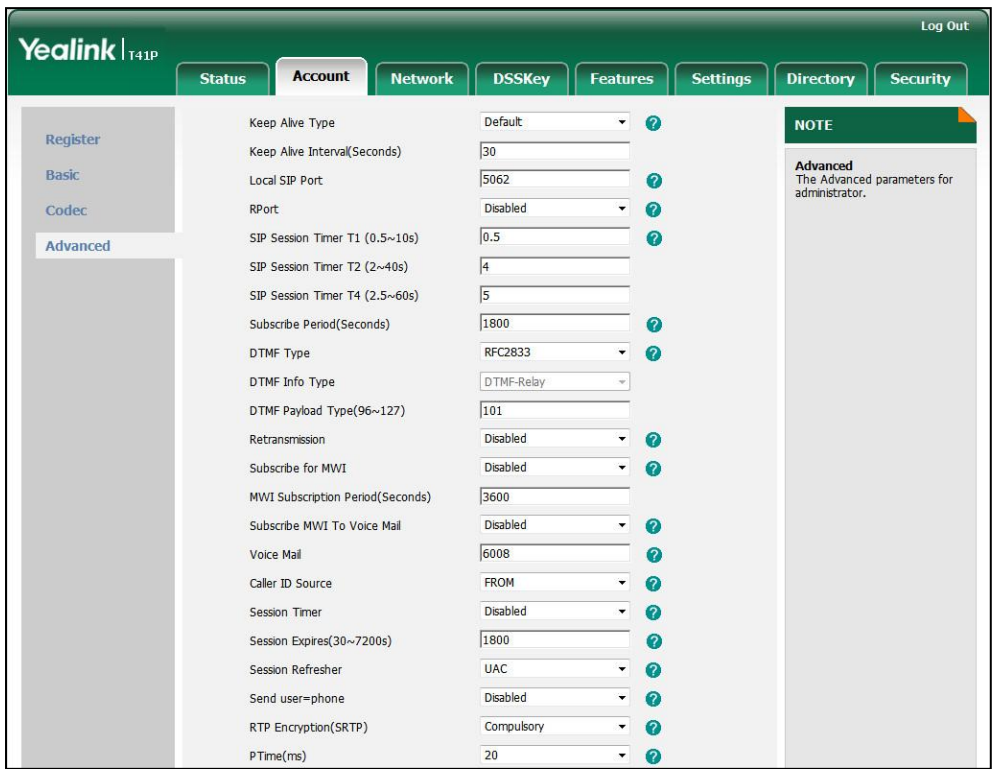 Log Out
Yealink T41P
Status Account Network DSSKey Features Settings Directory Security
Register
Basic
Codec
Advanced
Keep Alive Type Default ?
Keep Alive Interval(Seconds) 30
Local SIP Port 5062 ?
RPort Disabled ?
SIP Session Timer T1 (0.5~10s) 0.5 ?
SIP Session Timer T2 (2~40s) 4
SIP Session Timer T4 (2.5~60s) 5
Subscribe Period(Seconds) 1800 ?
DTMF Type RFC2833 ?
DTMF Info Type DTMF-Relay
DTMF Payload Type(96~127) 101
Retransmission Disabled ?
Subscribe for MWI Disabled ?
MWI Subscription Period(Seconds) 3600
Subscribe MWI To Voice Mail Disabled ?
Voice Mail 6008 ?
Caller ID Source FROM ?
Session Timer Disabled ?
Session Expires(30~7200s) 1800 ?
Session Refresher UAC ?
Send user=phone Disabled ?
RTP Encryption(SRTP) Compulsory ?
PTime(ms) 20 ?
NOTE
Advanced
The Advanced parameters for
administrator.